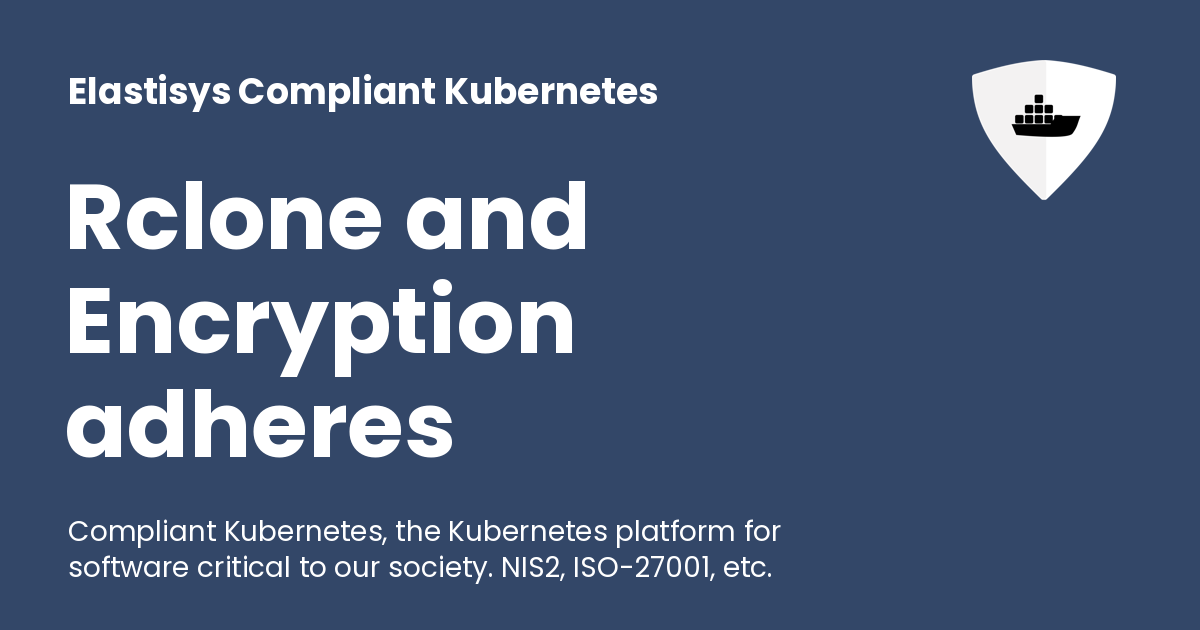 Elastisys Compliant Kubernetes
Rclone and
Encryption
adheres
Compliant Kubernetes, the Kubernetes platform for
software critical to our society. NIS2, ISO-27001, etc.